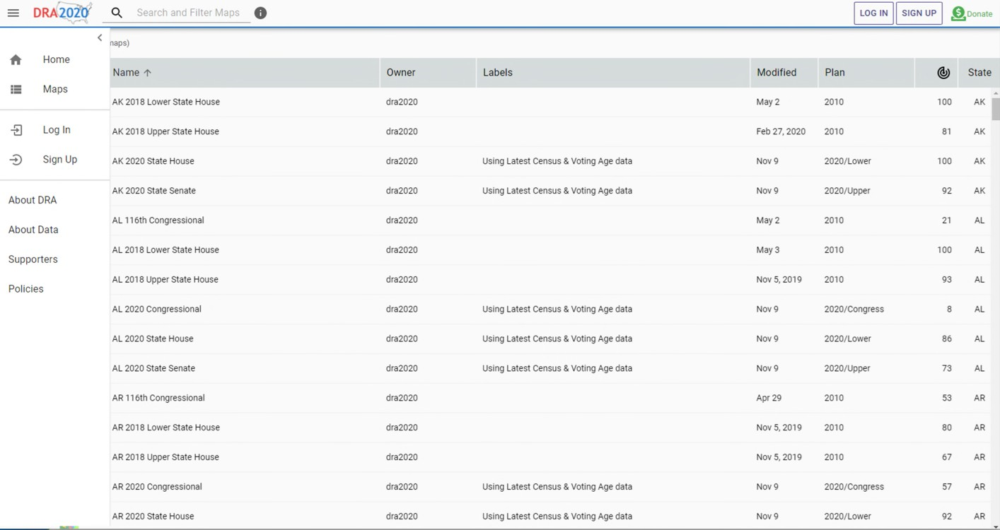 DRA2020 Search and Filter Maps LOG IN SIGN UP Donate
maps)
Home
Maps
Log In
Sign Up
About DRA
About Data
Supporters
Policies
Name Owner Labels Modified Plan State
AK 2018 Lower State House dra2020 May 2 2010 100 AK
AK 2018 Upper State House dra2020 Feb 27, 2020 2010 81 AK
AK 2020 State House dra2020 Using Latest Census & Voting Age data Nov 9 2020/Lower 100 AK
AK 2020 State Senate dra2020 Using Latest Census & Voting Age data Nov 9 2020/Upper 92 AK
AL 116th Congressional dra2020 May 2 2010 21 AL
AL 2018 Lower State House dra2020 May 3 2010 100 AL
AL 2018 Upper State House dra2020 Nov 5, 2019 2010 93 AL
AL 2020 Congressional dra2020 Using Latest Census & Voting Age data Nov 9 2020/Congress 8 AL
AL 2020 State House dra2020 Using Latest Census & Voting Age data Nov 9 2020/Lower 86 AL
AL 2020 State Senate dra2020 Using Latest Census & Voting Age data Nov 9 2020/Upper 73 AL
AR 116th Congressional dra2020 Apr 29 2010 53 AR
AR 2018 Lower State House dra2020 Nov 5, 2019 2010 80 AR
AR 2018 Upper State House dra2020 Nov 5, 2019 2010 67 AR
AR 2020 Congressional dra2020 Using Latest Census & Voting Age data Nov 9 2020/Congress 57 AR
AR 2020 State House dra2020 Using Latest Census & Voting Age data Nov 9 2020/Lower 92 AR